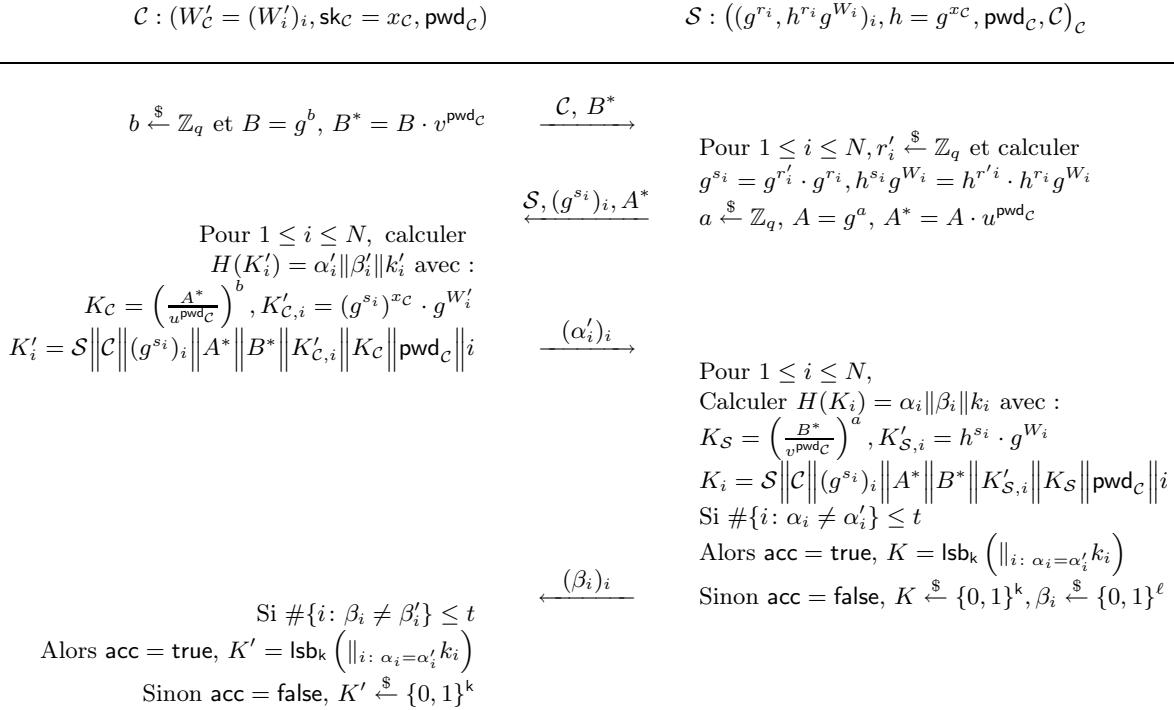 𝒞 : (W′_𝒞 = (W′_i)_i, sk_𝒞 = x_𝒞, pwd_𝒞)
𝒮 : ((g^{r_i}, h^{r_i} g^{W_i})_i, h = g^{x_𝒞}, pwd_𝒞, 𝒞)_𝒞
b ←$ ℤ_q et B = g^b, B* = B · v^{pwd_𝒞}
𝒞, B*
Pour 1 ≤ i ≤ N, r′_i ←$ ℤ_q et calculer
g^{s_i} = g^{r′_i} · g^{r_i}, h^{s_i} g^{W_i} = h^{r′i} · h^{r_i} g^{W_i}
𝒮, (g^{s_i})_i, A*
a ←$ ℤ_q, A = g^a, A* = A · u^{pwd_𝒞}
Pour 1 ≤ i ≤ N, calculer
H(K′_i) = α′_i‖β′_i‖k′_i avec :
K_𝒞 = (A*/u^{pwd_𝒞})^b, K′_{𝒞,i} = (g^{s_i})^{x_𝒞} · g^{W′_i}
K′_i = 𝒮‖𝒞‖(g^{s_i})_i‖A*‖B*‖K′_{𝒞,i}‖K_𝒞‖pwd_𝒞‖i
(α′_i)_i
Pour 1 ≤ i ≤ N,
Calculer H(K_i) = α_i‖β_i‖k_i avec :
K_𝒮 = (B*/v^{pwd_𝒞})^a, K′_{𝒮,i} = h^{s_i} · g^{W_i}
K_i = 𝒮‖𝒞‖(g^{s_i})_i‖A*‖B*‖K′_{𝒮,i}‖K_𝒮‖pwd_𝒞‖i
Si #{i: α_i ≠ α′_i} ≤ t
Alors acc = true, K = lsb_k (‖_{i: α_i=α′_i} k_i)
(β_i)_i
Sinon acc = false, K ←$ {0, 1}^k, β_i ←$ {0, 1}^ℓ
Si #{i: β_i ≠ β′_i} ≤ t
Alors acc = true, K′ = lsb_k (‖_{i: α_i=α′_i} k_i)
Sinon acc = false, K′ ←$ {0, 1}^k